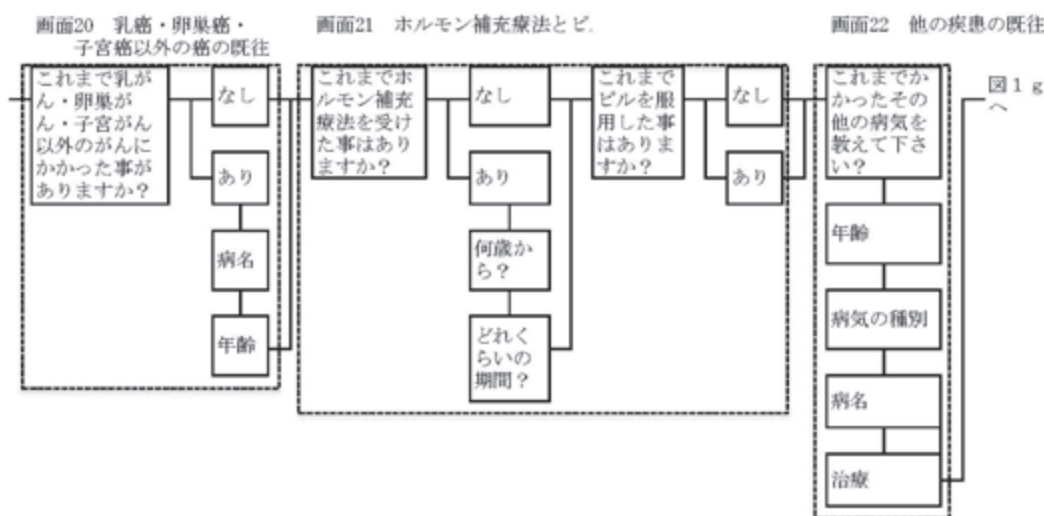 画面20 乳癌・卵巣癌・
子宮癌以外の癌の既往
これまで乳が
ん・卵巣が
ん・子宮がん
以外のがんに
かかった事が
ありますか?
なし
あり
病名
年齢
画面21 ホルモン補充療法とピ
これまでホ
ルモン補充
療法を受け
た事はあり
ますか?
なし
あり
何歳か
ら?
どれく
らいの
期間?
これまで
ピルを服
用した事
はありま
すか?
なし
あり
画面22 他の疾患の既往
これまでか
かったその
他の病気を
教えて下さ
い?
年齢
病気の種別
病名
治療
図1g
へ